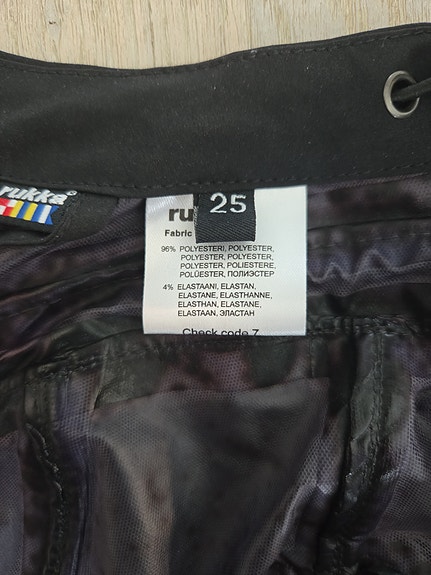 rukka®
25
ru
Fabric
96% POLYESTERI, POLYESTER,
POLYESTER, POLYESTER,
POLYESTER, POLIESTERE,
POLÜESTER, ПОЛИЭСТЕР
4% ELASTAANI, ELASTAN,
ELASTANE, ELASTHANNE,
ELASTHAN, ELASTANE,
ELASTAAN, ЭЛАСТАН
Check code 7